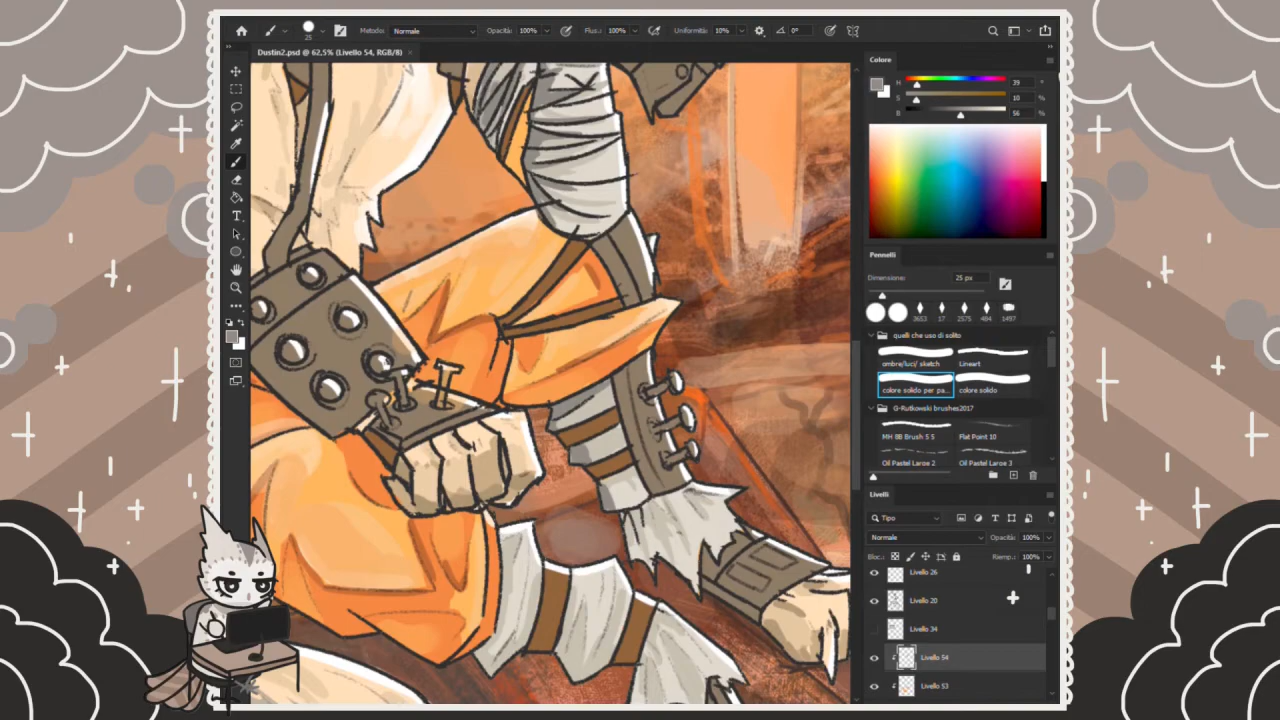 25
Metodo: Normale
Opacità: 100%
Flus.: 100%
Uniformità: 10%
0°
Dustin2.psd @ 62,5% (Livello 54, RGB/8)
Colore
H 39 °
S 10 %
B 56 %
Pennelli
Dimensione: 25 px
3653 17 2575 484 1497
quelli che uso di solito
ombre/luci/ sketch Lineart
colore solido per pa... colore solido
G-Rutkowski brushes2017
MH 8B Brush 5 5 Flat Point 10
Oil Pastel Large 2 Oil Pastel Large 3
Livelli
Tipo
Normale Opacità: 100%
Bloc.: Riemp.: 100%
Livello 26
Livello 20
Livello 34
Livello 54
Livello 53